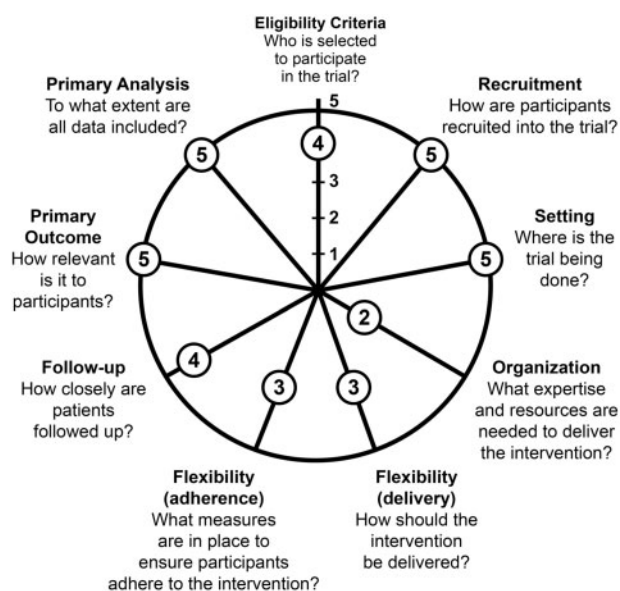 Eligibility Criteria
Who is selected
to participate
in the trial?
Recruitment
How are participants
recruited into the trial?
Setting
Where is the
trial being
done?
Organization
What expertise
and resources are
needed to deliver
the intervention?
Flexibility
(delivery)
How should the
intervention
be delivered?
Flexibility
(adherence)
What measures
are in place to
ensure participants
adhere to the intervention?
Follow-up
How closely are
patients
followed up?
Primary
Outcome
How relevant
is it to
participants?
Primary Analysis
To what extent are
all data included?
5
4
3
2
1
5
5
2
3
3
4
5
5